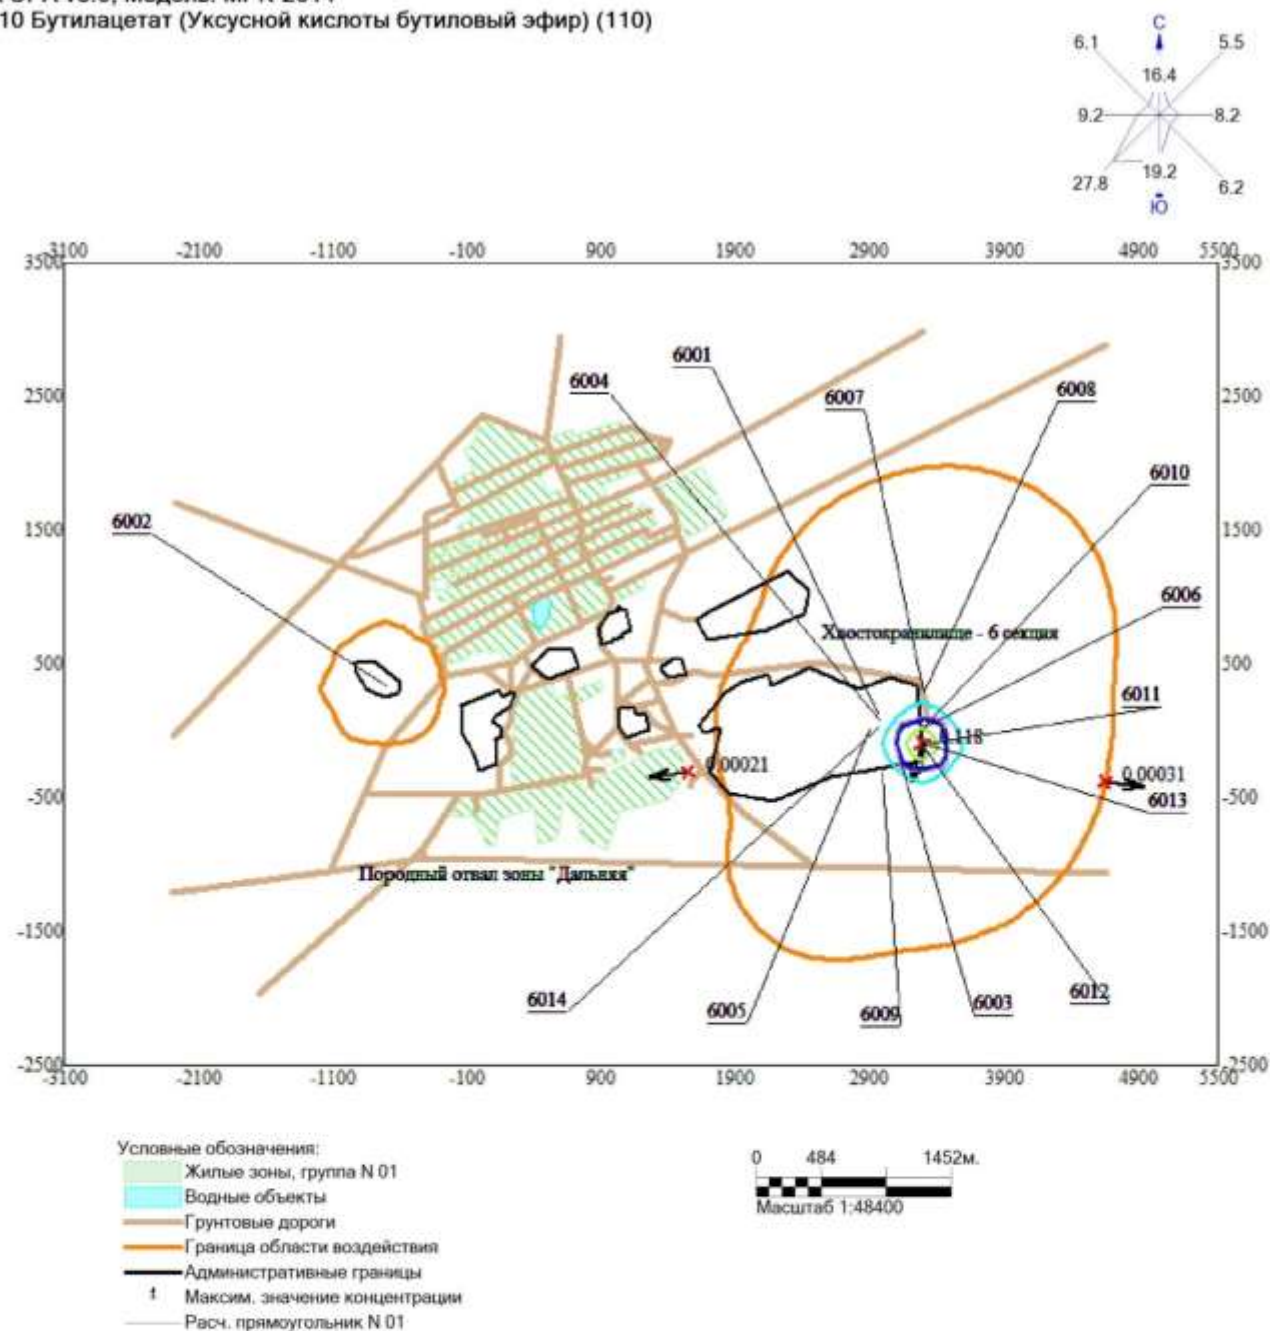 10 Бутилацетат (Уксусной кислоты бутиловый эфир) (110)
С
6.1 5.5
16.4
9.2 8.2
19.2
27.8 6.2
Ю
-3100 -2100 -1100 -100 900 1900 2900 3900 4900 5500
3500 3500
6001
6004
6008
2500 2500
6007
6010
6002
1500 1500
6006
Хвостохранилище - 6 секция
500 500
6011
118
0.00021
0.00031
-500 -500
6013
Породный отвал зоны "Дальняя"
-1500 -1500
6014
6012
6005 6009 6003
-2500 -2500
-3100 -2100 -1100 -100 900 1900 2900 3900 4900 5500
Условные обозначения:
Жилые зоны, группа N 01
Водные объекты
Грунтовые дороги
Граница области воздействия
Административные границы
Максим. значение концентрации
Расч. прямоугольник N 01
0 484 1452м.
Масштаб 1:48400